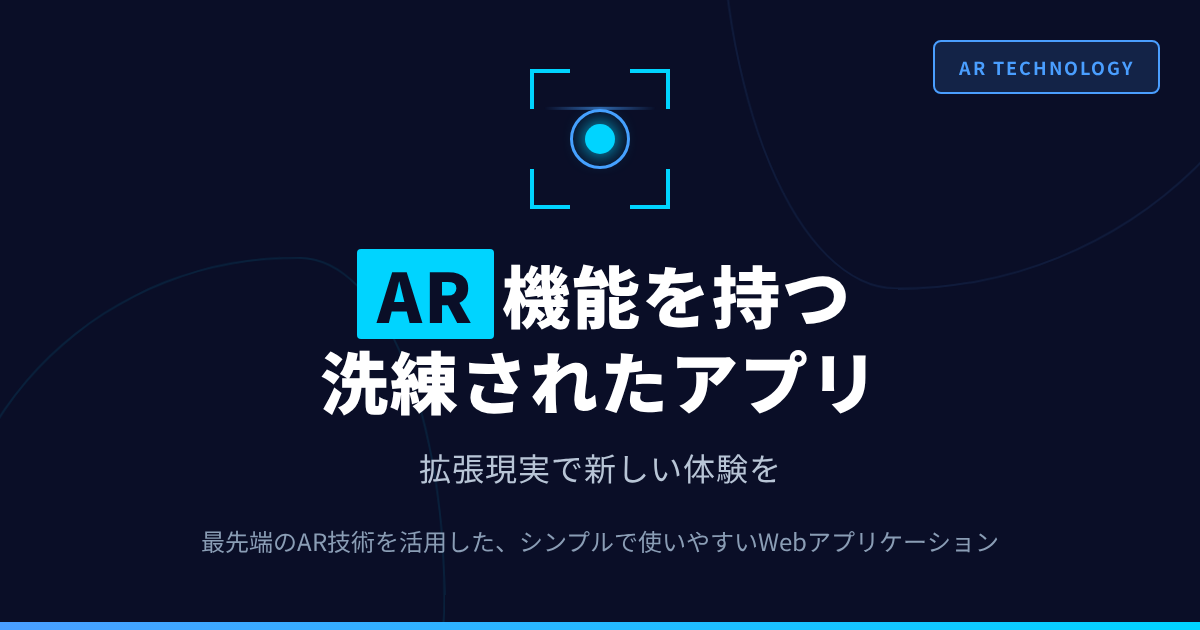 AR TECHNOLOGY
AR機能を持つ
洗練されたアプリ
拡張現実で新しい体験を
最先端のAR技術を活用した、シンプルで使いやすいWebアプリケーション